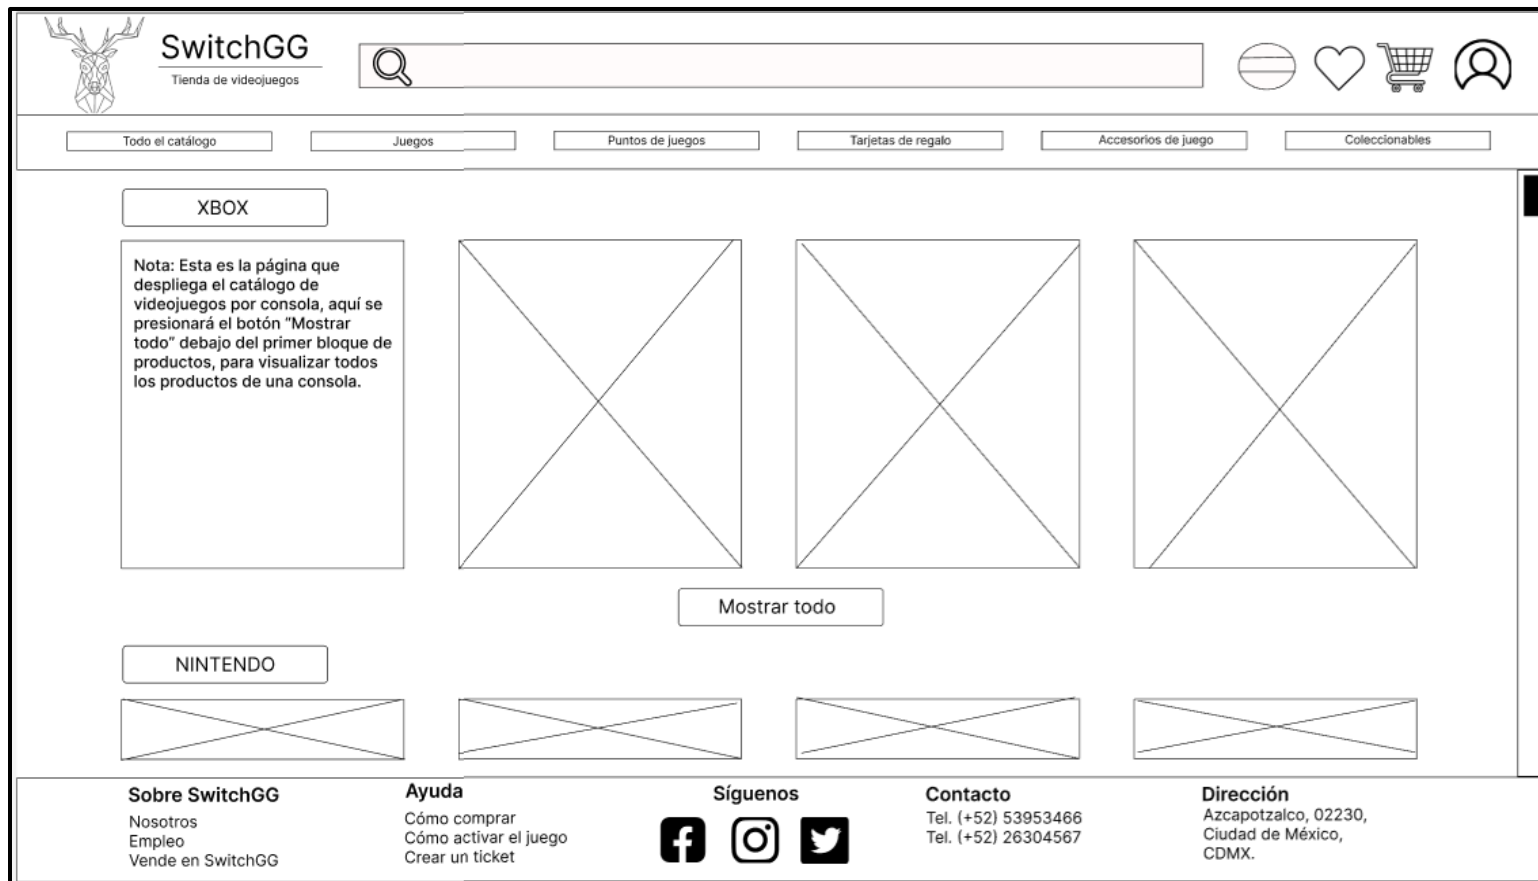 SwitchGG
Tienda de videojuegos
Todo el catálogo
Juegos
Puntos de juegos
Tarjetas de regalo
Accesorios de juego
Coleccionables
XBOX
Nota: Esta es la página que
despliega el catálogo de
videojuegos por consola, aquí se
presionará el botón “Mostrar
todo” debajo del primer bloque de
productos, para visualizar todos
los productos de una consola.
Mostrar todo
NINTENDO
Sobre SwitchGG
Nosotros
Empleo
Vende en SwitchGG
Ayuda
Cómo comprar
Cómo activar el juego
Crear un ticket
Síguenos
Contacto
Tel. (+52) 53953466
Tel. (+52) 26304567
Dirección
Azcapotzalco, 02230,
Ciudad de México,
CDMX.